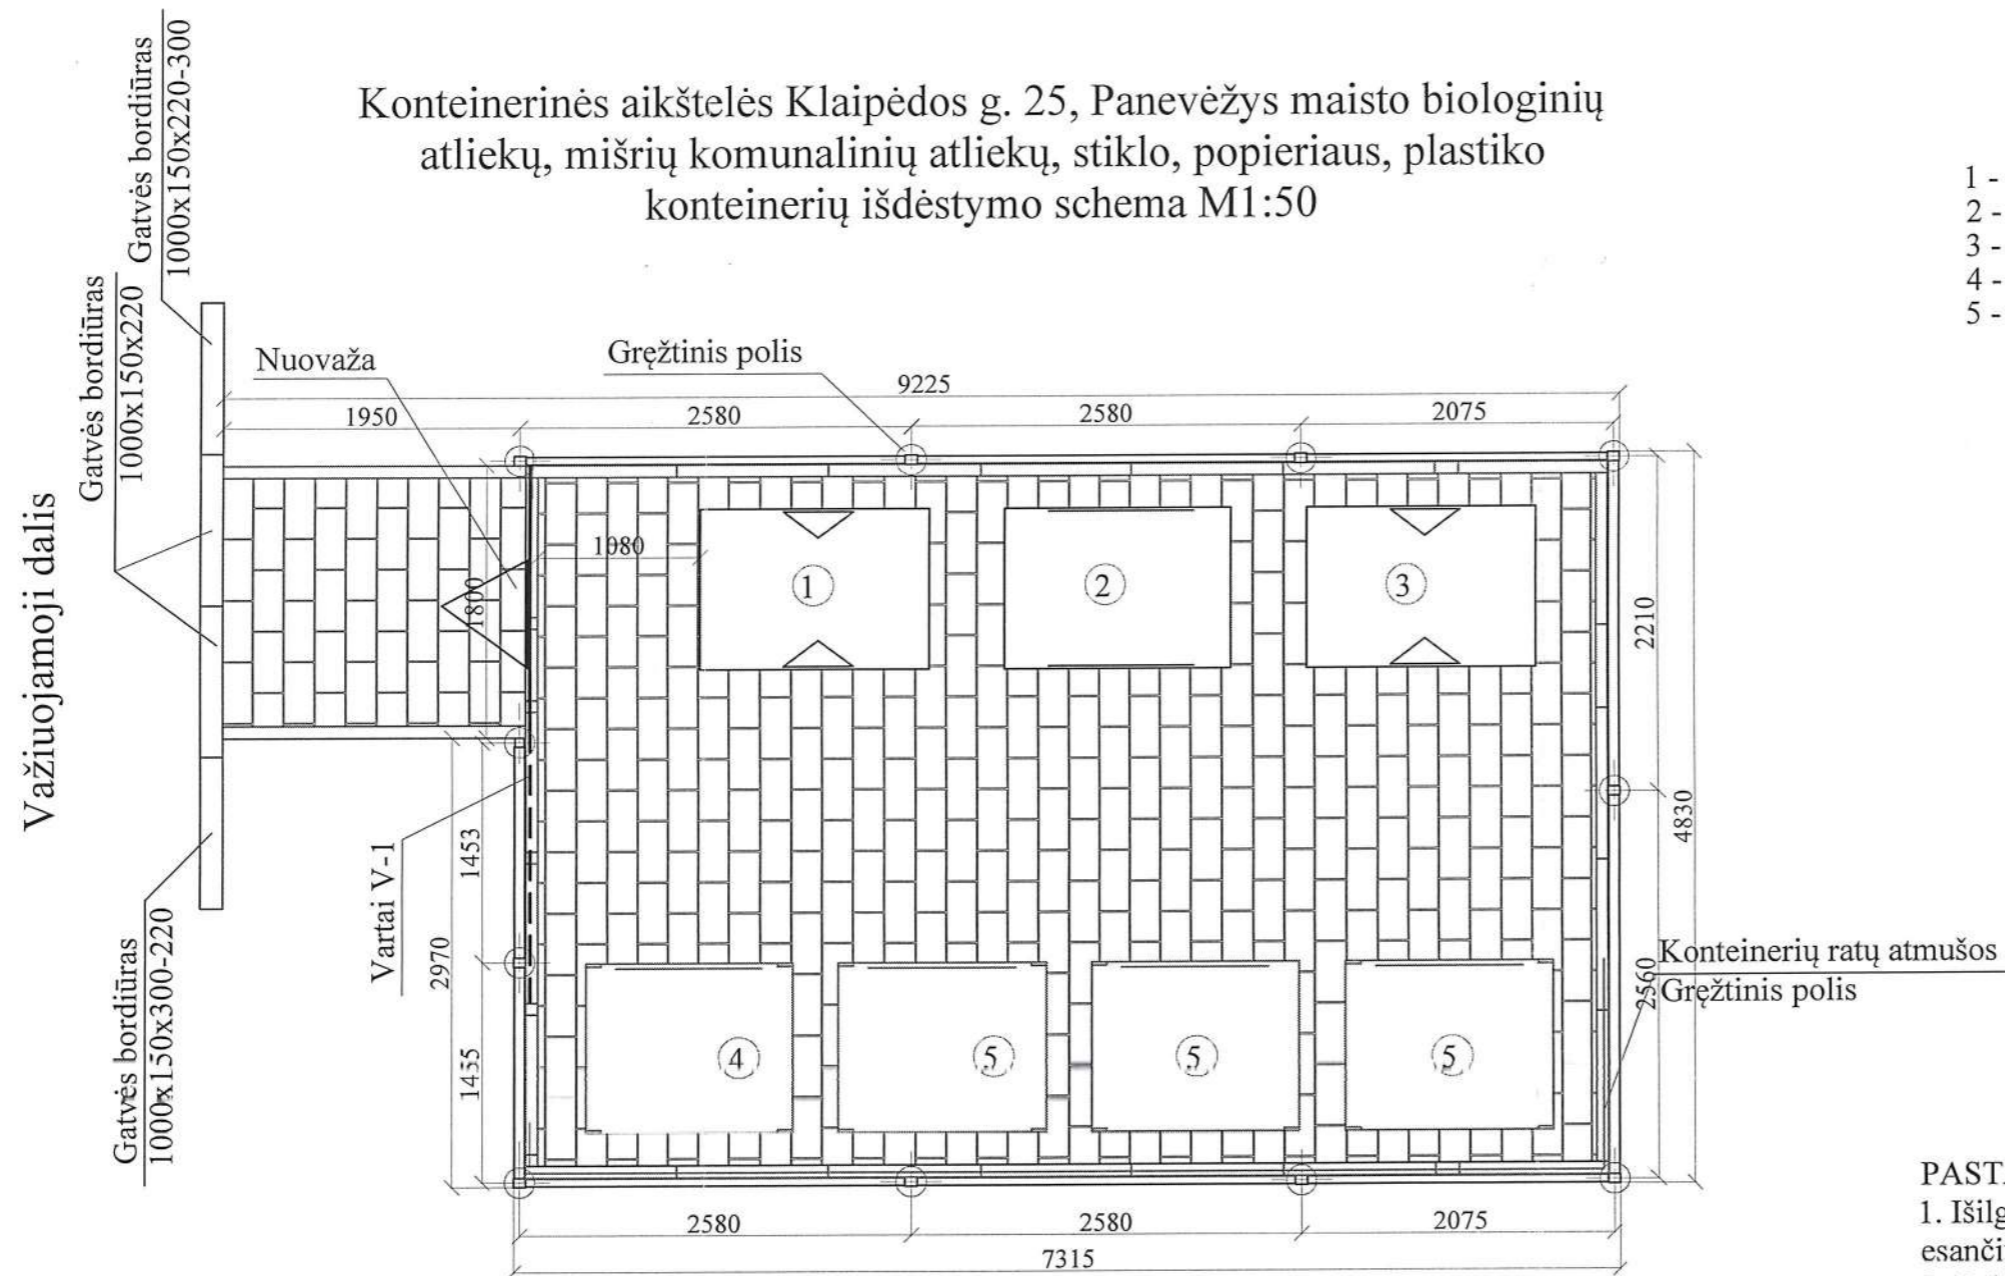 Konteinerinės aikštelės Klaipėdos g. 25, Panevėžys maisto biologinių
atliekų, mišrių komunalinių atliekų, stiklo, popieriaus, plastiko
konteinerių išdėstymo schema M1:50
1 -
2 -
3 -
4 -
5 -
Gatvės bordiūras
1000x150x220-300
Gatvės bordiūras
1000x150x220
Važiuojamoji dalis
Nuovaža
Gręžtinis polis
9225
1950
2580
2580
2075
1080
1800
1
2
3
2210
4830
2560
Vartai V-1
1453
2970
1435
Gatvės bordiūras
1000x150x300-220
Konteinerių ratų atmušos
Gręžtinis polis
4
5
5
5
2580
2580
2075
7315
PAST
1. Išilg
esanči